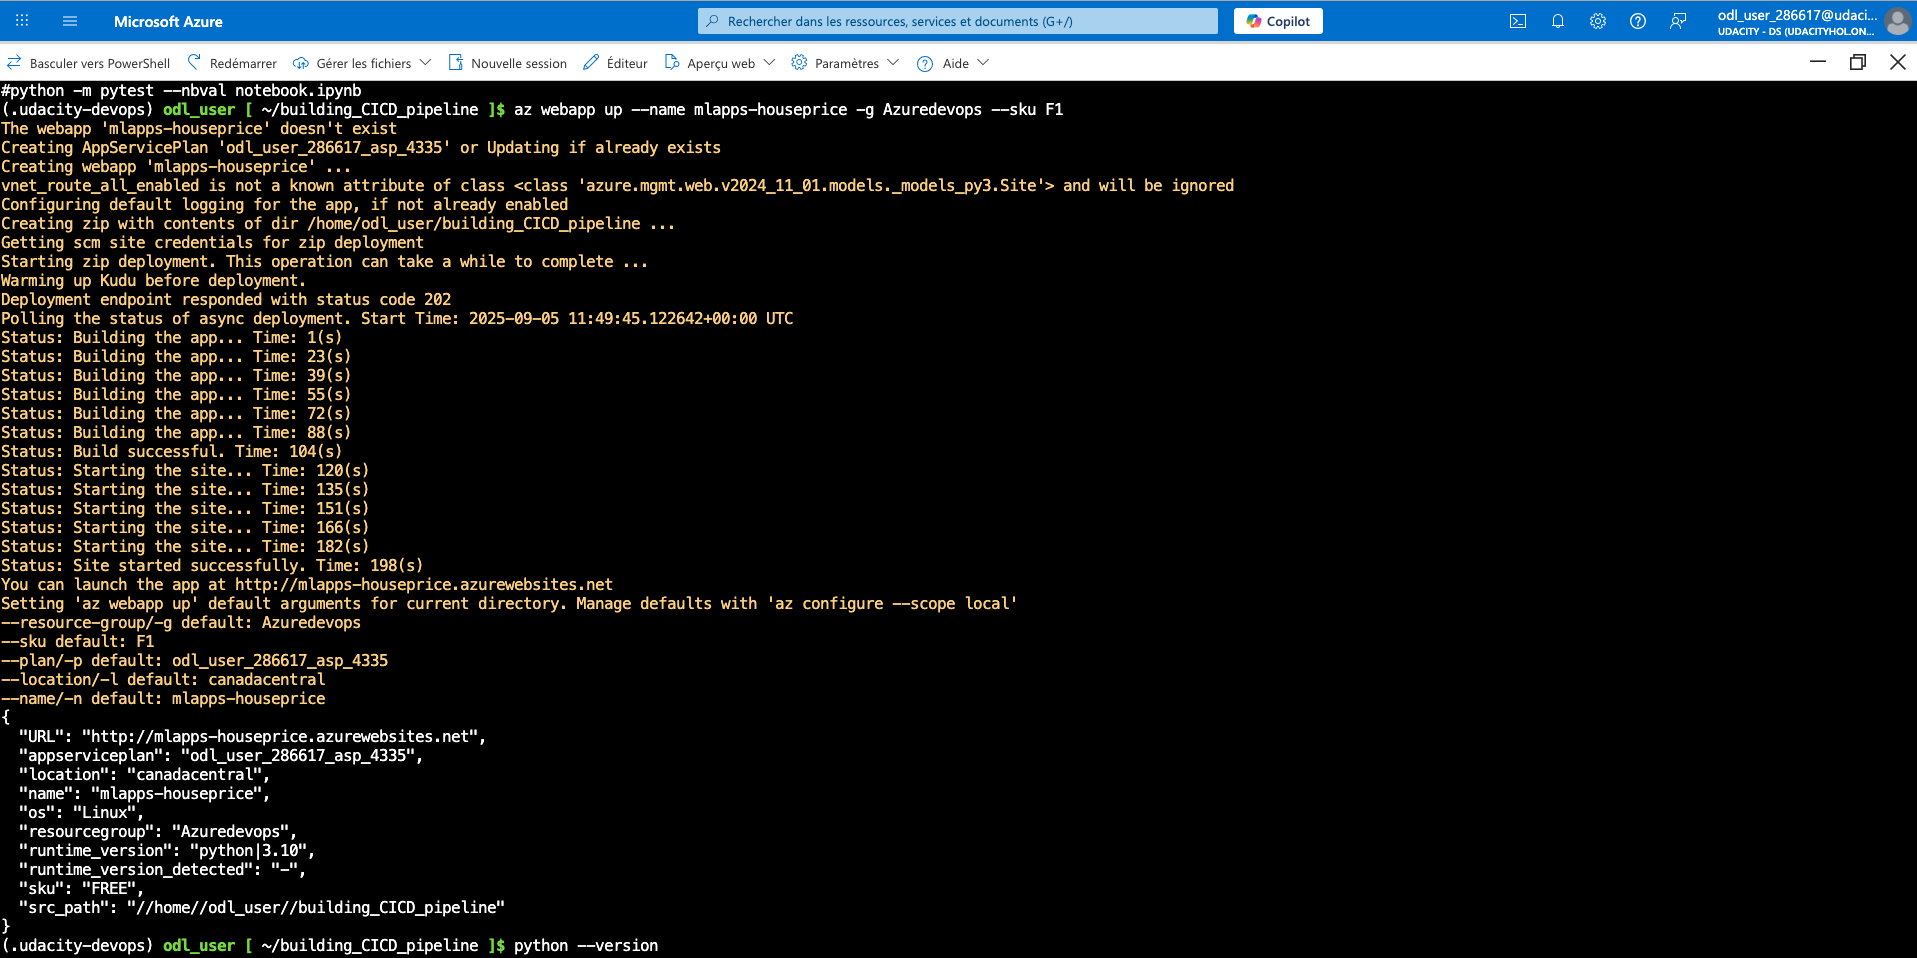 Microsoft Azure
Rechercher dans les ressources, services et documents (G+/)
Copilot
odl_user_286617@udaci...
UDACITY - DS (UDACITYHOL.ON...
Basculer vers PowerShell
Redémarrer
Gérer les fichiers
Nouvelle session
Éditeur
Aperçu web
Paramètres
Aide
#python -m pytest --nbval notebook.ipynb
(.udacity-devops) odl_user [ ~/building_CICD_pipeline ]$ az webapp up --name mlapps-houseprice -g Azuredevops --sku F1
The webapp 'mlapps-houseprice' doesn't exist
Creating AppServicePlan 'odl_user_286617_asp_4335' or Updating if already exists
Creating webapp 'mlapps-houseprice' ...
vnet_route_all_enabled is not a known attribute of class <class 'azure.mgmt.web.v2024_11_01.models._models_py3.Site'> and will be ignored
Configuring default logging for the app, if not already enabled
Creating zip with contents of dir /home/odl_user/building_CICD_pipeline ...
Getting scm site credentials for zip deployment
Starting zip deployment. This operation can take a while to complete ...
Warming up Kudu before deployment.
Deployment endpoint responded with status code 202
Polling the status of async deployment. Start Time: 2025-09-05 11:49:45.122642+00:00 UTC
Status: Building the app... Time: 1(s)
Status: Building the app... Time: 23(s)
Status: Building the app... Time: 39(s)
Status: Building the app... Time: 55(s)
Status: Building the app... Time: 72(s)
Status: Building the app... Time: 88(s)
Status: Build successful. Time: 104(s)
Status: Starting the site... Time: 120(s)
Status: Starting the site... Time: 135(s)
Status: Starting the site... Time: 151(s)
Status: Starting the site... Time: 166(s)
Status: Starting the site... Time: 182(s)
Status: Site started successfully. Time: 198(s)
You can launch the app at http://mlapps-houseprice.azurewebsites.net
Setting 'az webapp up' default arguments for current directory. Manage defaults with 'az configure --scope local'
--resource-group/-g default: Azuredevops
--sku default: F1
--plan/-p default: odl_user_286617_asp_4335
--location/-l default: canadacentral
--name/-n default: mlapps-houseprice
{
  "URL": "http://mlapps-houseprice.azurewebsites.net",
  "appserviceplan": "odl_user_286617_asp_4335",
  "location": "canadacentral",
  "name": "mlapps-houseprice",
  "os": "Linux",
  "resourcegroup": "Azuredevops",
  "runtime_version": "python|3.10",
  "runtime_version_detected": "-",
  "sku": "FREE",
  "src_path": "//home//odl_user//building_CICD_pipeline"
}
(.udacity-devops) odl_user [ ~/building_CICD_pipeline ]$ python --version